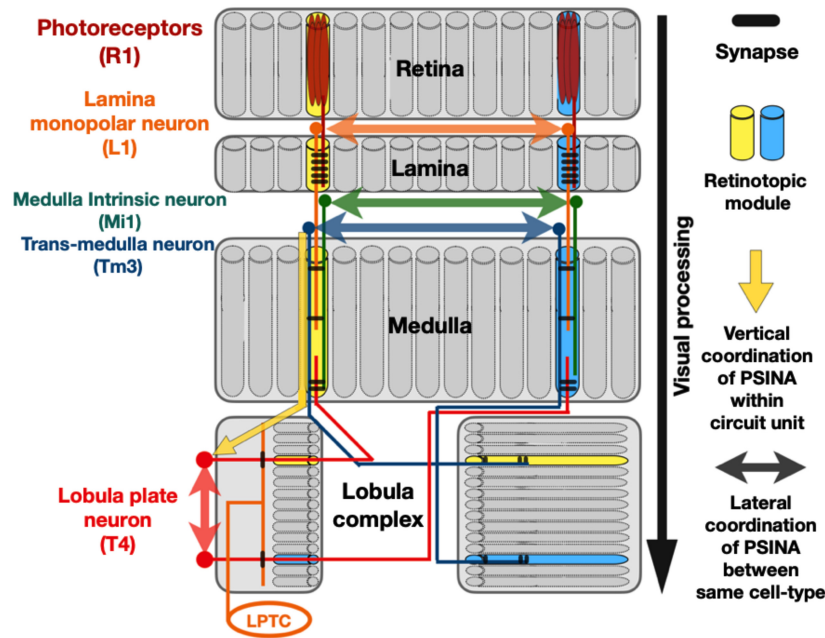 Photoreceptors
(R1)
Lamina
monopolar neuron
(L1)
Medulla Intrinsic neuron
(Mi1)
Trans-medulla neuron
(Tm3)
Lobula plate
neuron
(T4)
Retina
Lamina
Medulla
Lobula
complex
LPTC
Visual processing
Synapse
Retinotopic
module
Vertical
coordination
of PSINA
within
circuit unit
Lateral
coordination
of PSINA
between
same cell-type